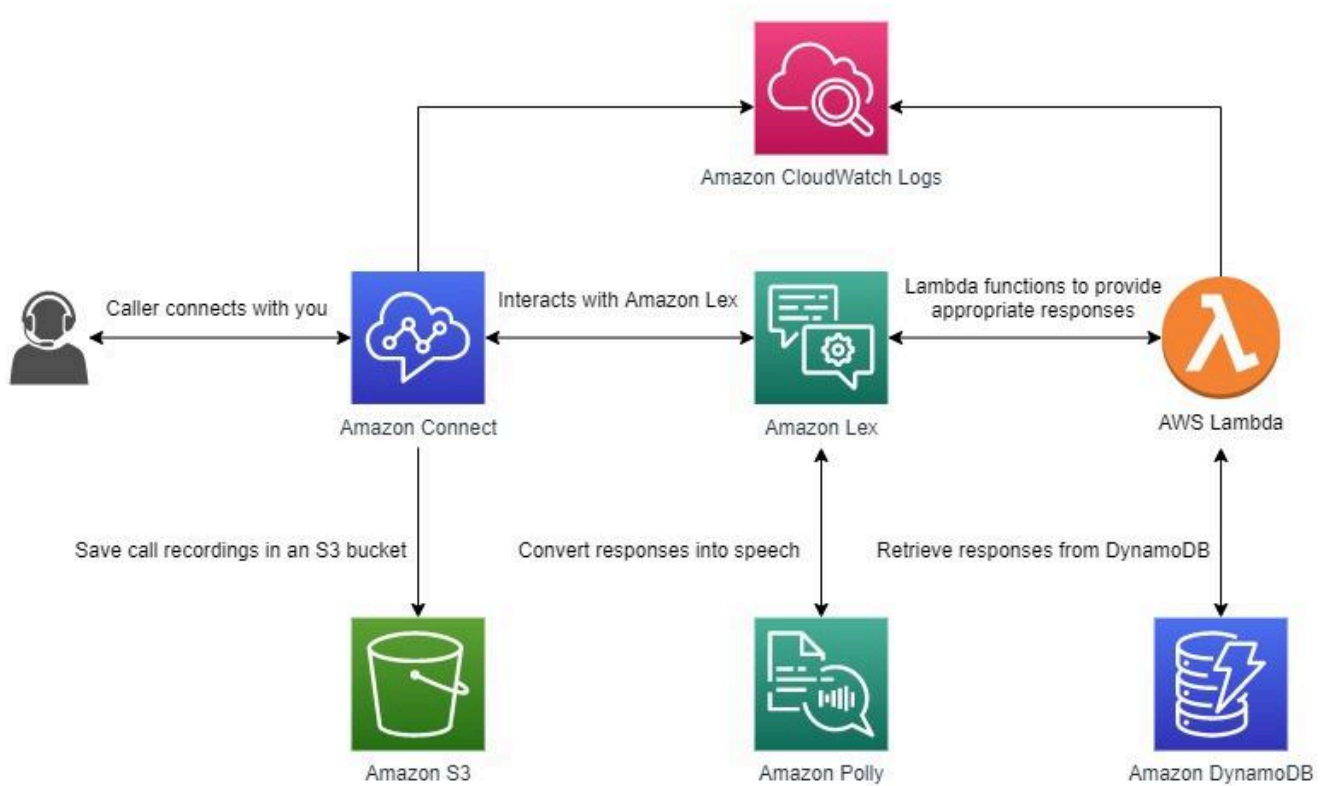 Amazon CloudWatch Logs
Caller connects with you
Interacts with Amazon Lex
Lambda functions to provide
appropriate responses
Amazon Connect
Amazon Lex
AWS Lambda
Save call recordings in an S3 bucket
Convert responses into speech
Retrieve responses from DynamoDB
Amazon S3
Amazon Polly
Amazon DynamoDB